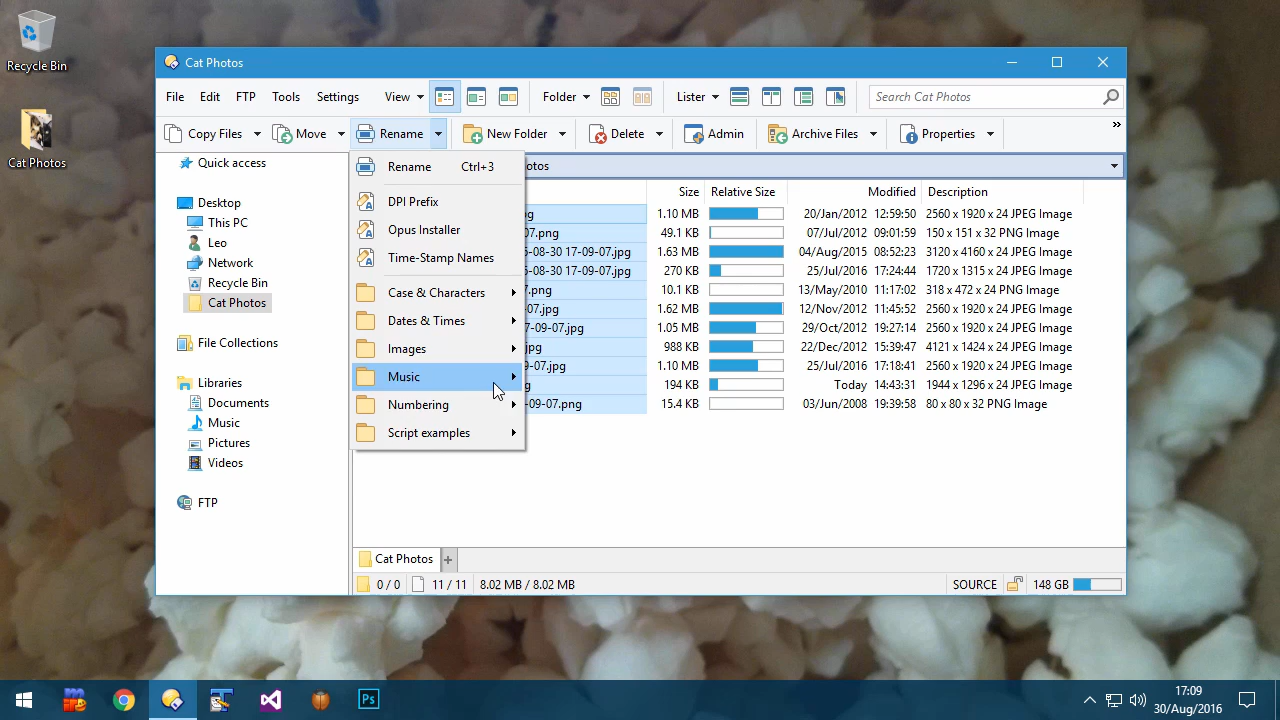 Recycle Bin
Cat Photos
Cat Photos
File Edit FTP Tools Settings View Folder Lister Search Cat Photos
Copy Files Move Rename New Folder Delete Admin Archive Files Properties »
Quick access
Desktop
This PC
Leo
Network
Recycle Bin
Cat Photos
File Collections
Libraries
Documents
Music
Pictures
Videos
FTP
Rename Ctrl+3
DPI Prefix
Opus Installer
Time-Stamp Names
Case & Characters
Dates & Times
Images
Music
Numbering
Script examples
otos
Size Relative Size Modified Description
1.10 MB 20/Jan/2012 12:59:50 2560 x 1920 x 24 JPEG Image
07.png 49.1 KB 07/Jul/2012 09:01:59 150 x 151 x 32 PNG Image
-08-30 17-09-07.jpg 1.63 MB 04/Aug/2015 08:52:23 3120 x 4160 x 24 JPEG Image
-08-30 17-09-07.jpg 270 KB 25/Jul/2016 17:24:44 1720 x 1315 x 24 JPEG Image
.png 10.1 KB 13/May/2010 11:17:02 318 x 472 x 24 PNG Image
07.jpg 1.62 MB 12/Nov/2012 11:45:52 2560 x 1920 x 24 JPEG Image
-09-07.jpg 1.05 MB 29/Oct/2012 19:27:14 2560 x 1920 x 24 JPEG Image
jpg 988 KB 22/Dec/2012 15:39:47 4121 x 1424 x 24 JPEG Image
9-07.jpg 1.10 MB 25/Jul/2016 17:18:41 2560 x 1920 x 24 JPEG Image
194 KB Today 14:43:31 1944 x 1296 x 24 JPEG Image
-09-07.png 15.4 KB 03/Jun/2008 19:39:58 80 x 80 x 32 PNG Image
Cat Photos +
0 / 0 11 / 11 8.02 MB / 8.02 MB SOURCE 148 GB
Ps
17:09
30/Aug/2016